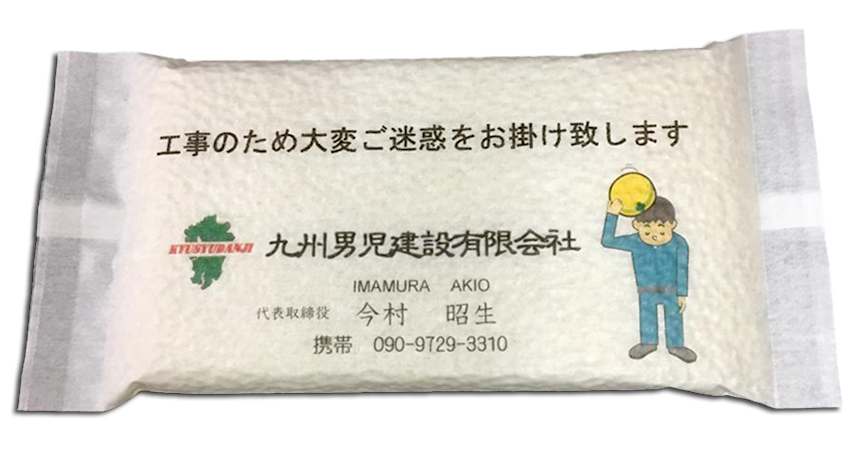 工事のため大変ご迷惑をお掛け致します
KYUSYUDANJI 九州男児建設有限会社
IMAMURA AKIO
代表取締役 今村 昭生
携帯 090-9729-3310